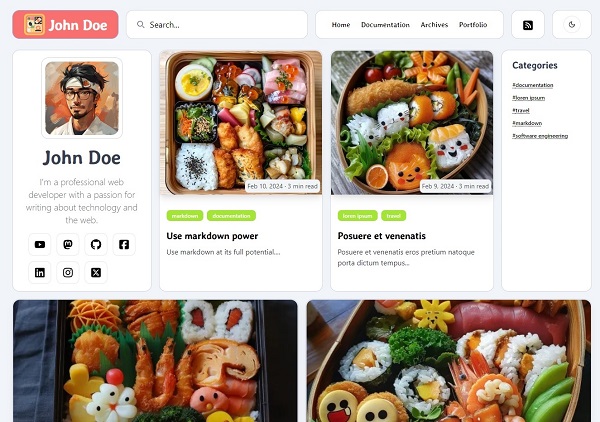 John Doe
Search...
Home Documentation Archives Portfolio
John Doe
I'm a professional web
developer with a passion for
writing about technology and
the web.
Feb 10, 2024 · 3 min read
markdown documentation
Use markdown power
Use markdown at its full potential...
Feb 9, 2024 · 3 min read
lorem ipsum travel
Posuere et venenatis
Posuere et venenatis eros pretium natoque
porta dictum tempus...
Categories
#documentation
#lorem ipsum
#travel
#markdown
#software engineering